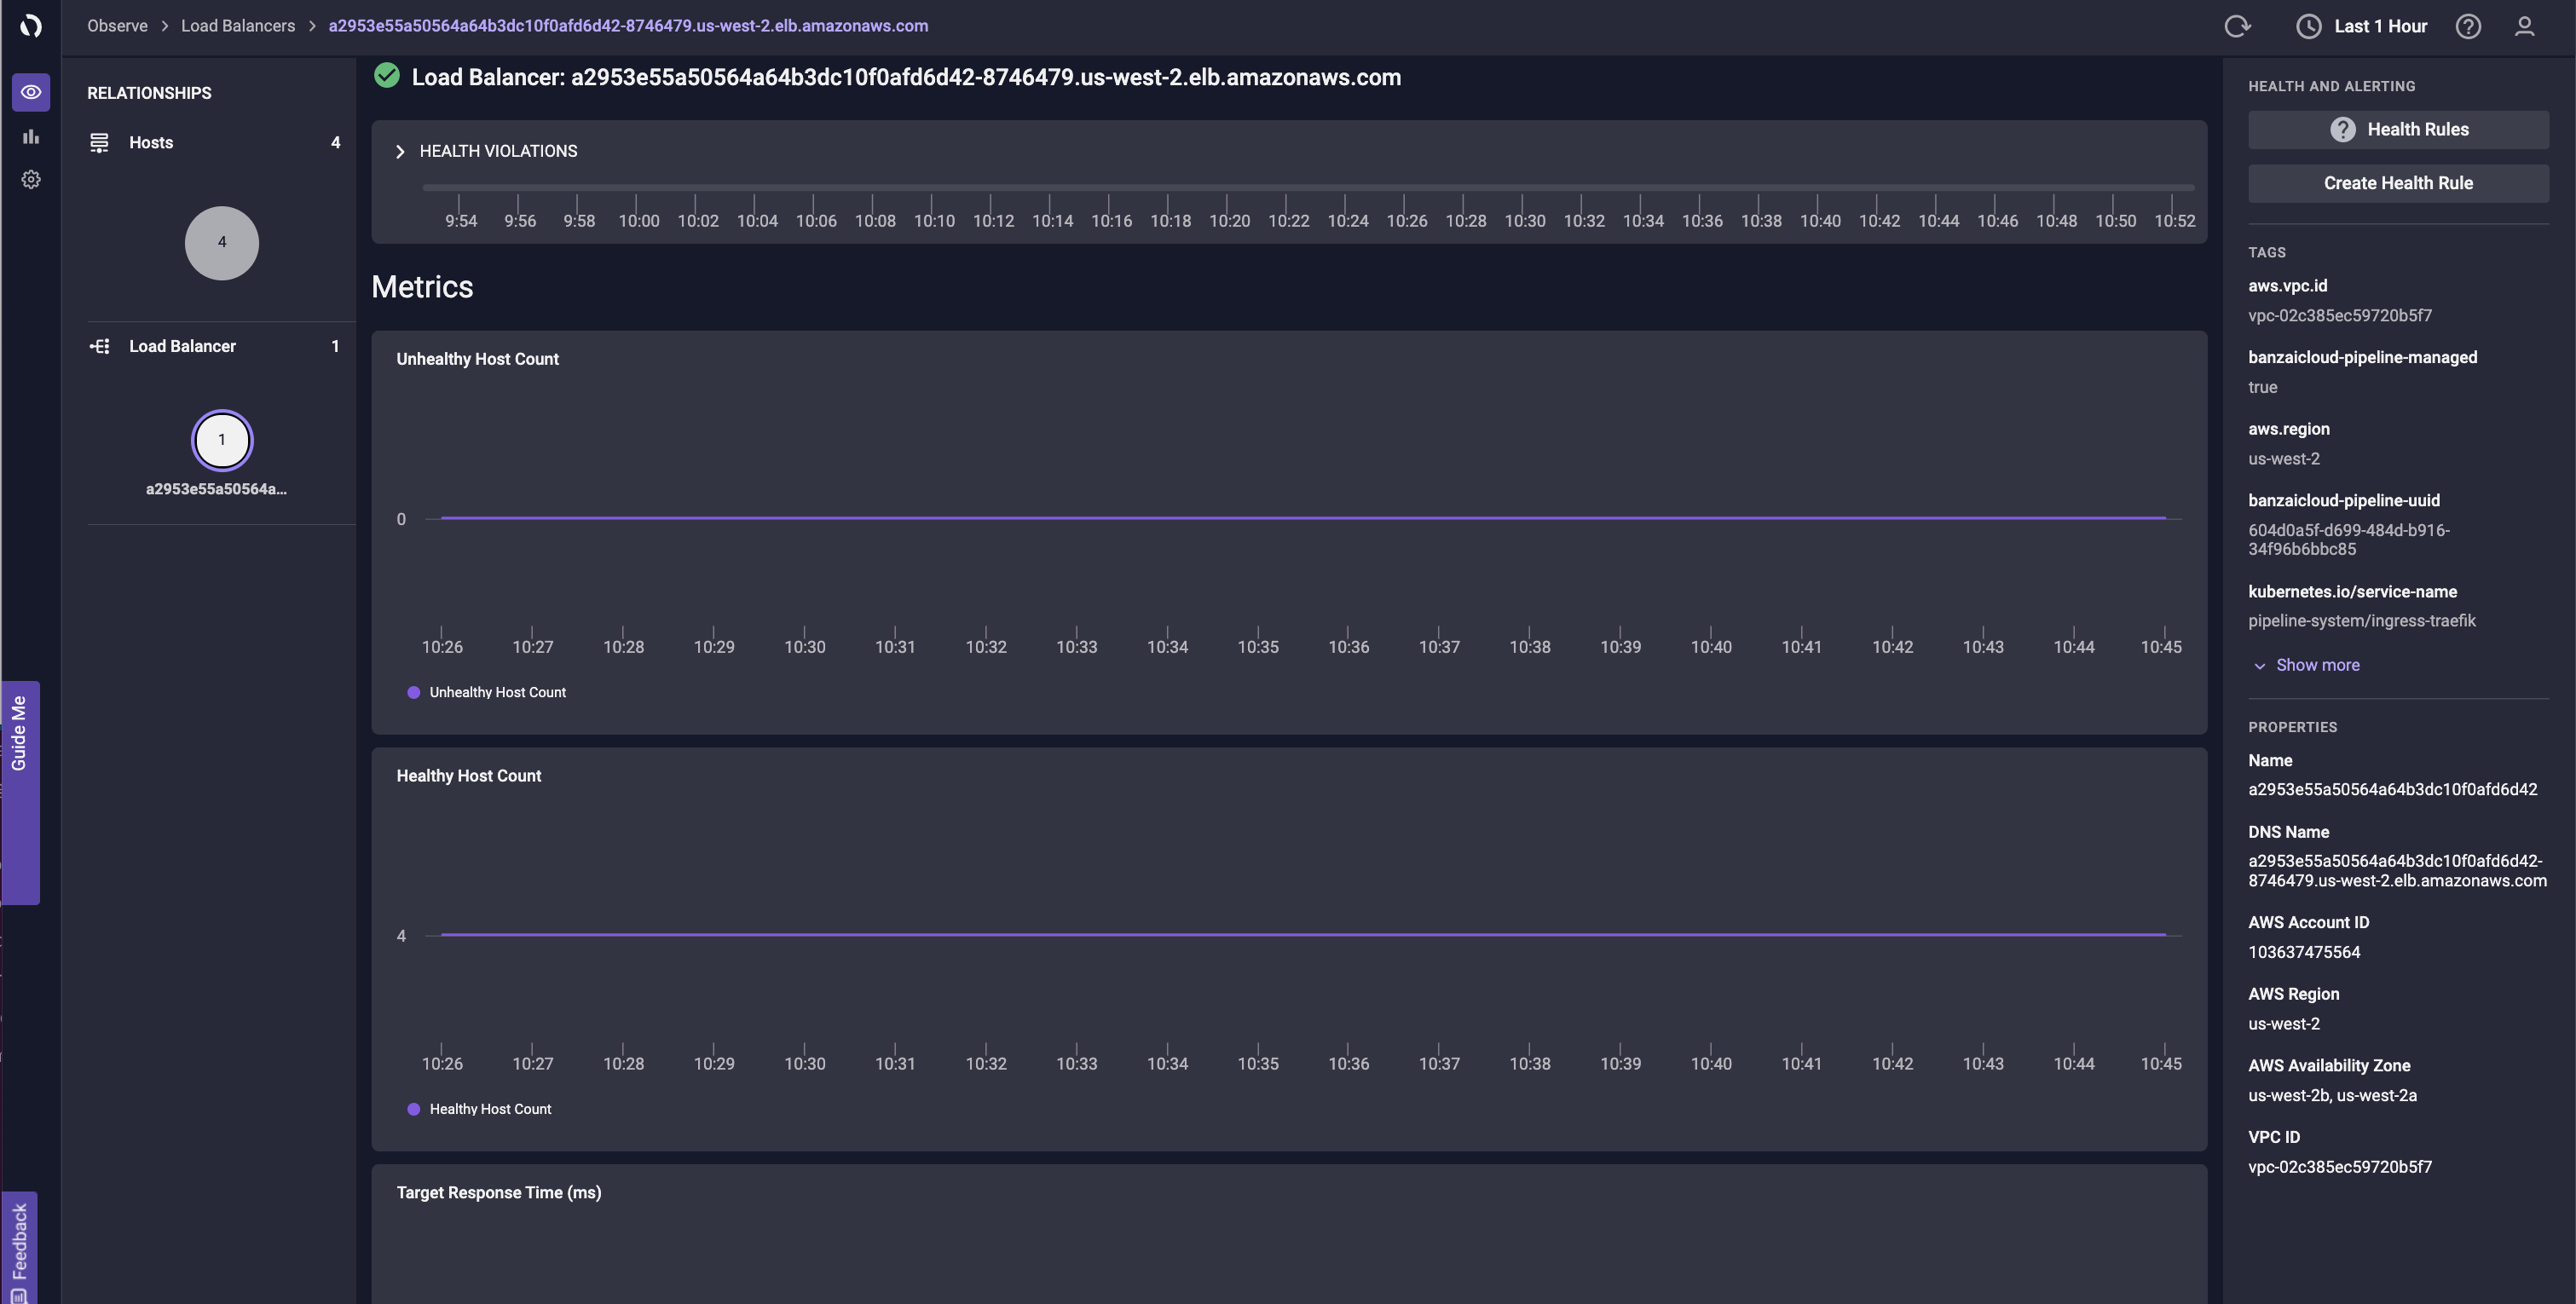 Observe > Load Balancers > a2953e55a50564a64b3dc10f0afd6d42-8746479.us-west-2.elb.amazonaws.com
Last 1 Hour
RELATIONSHIPS
Hosts 4
4
Load Balancer 1
1
a2953e55a50564a...
Guide Me
Feedback
Load Balancer: a2953e55a50564a64b3dc10f0afd6d42-8746479.us-west-2.elb.amazonaws.com
HEALTH VIOLATIONS
9:54 9:56 9:58 10:00 10:02 10:04 10:06 10:08 10:10 10:12 10:14 10:16 10:18 10:20 10:22 10:24 10:26 10:28 10:30 10:32 10:34 10:36 10:38 10:40 10:42 10:44 10:46 10:48 10:50 10:52
Metrics
Unhealthy Host Count
0
10:26 10:27 10:28 10:29 10:30 10:31 10:32 10:33 10:34 10:35 10:36 10:37 10:38 10:39 10:40 10:41 10:42 10:43 10:44 10:45
Unhealthy Host Count
Healthy Host Count
4
10:26 10:27 10:28 10:29 10:30 10:31 10:32 10:33 10:34 10:35 10:36 10:37 10:38 10:39 10:40 10:41 10:42 10:43 10:44 10:45
Healthy Host Count
Target Response Time (ms)
HEALTH AND ALERTING
? Health Rules
Create Health Rule
TAGS
aws.vpc.id
vpc-02c385ec59720b5f7
banzaicloud-pipeline-managed
true
aws.region
us-west-2
banzaicloud-pipeline-uuid
604d0a5f-d699-484d-b916-
34f96b6bbc85
kubernetes.io/service-name
pipeline-system/ingress-traefik
Show more
PROPERTIES
Name
a2953e55a50564a64b3dc10f0afd6d42
DNS Name
a2953e55a50564a64b3dc10f0afd6d42-
8746479.us-west-2.elb.amazonaws.com
AWS Account ID
103637475564
AWS Region
us-west-2
AWS Availability Zone
us-west-2b, us-west-2a
VPC ID
vpc-02c385ec59720b5f7